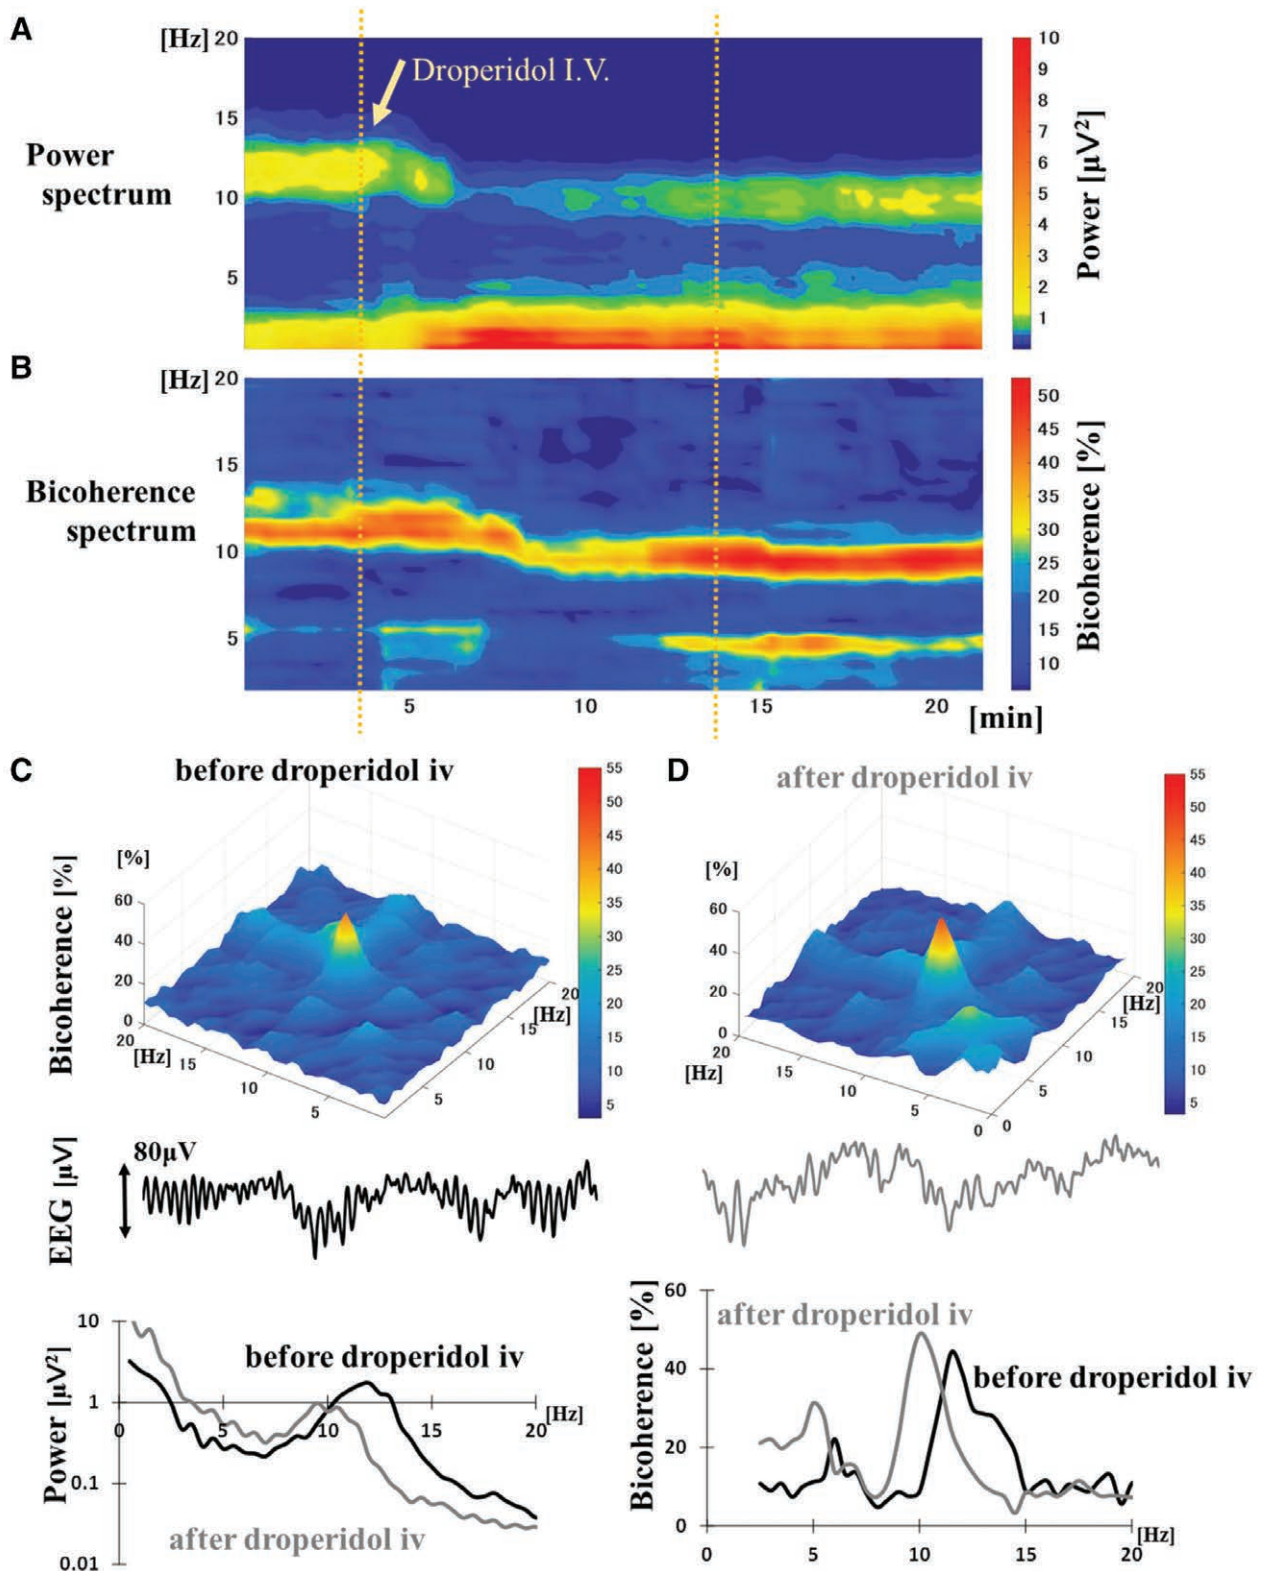 A
[Hz] 20
Droperidol I.V.
15
Power
spectrum
10
5
10
9
8
7
6
5
4
3
2
1
Power [μV²]
B
[Hz] 20
15
Bicoherence
spectrum
10
5
5 10 15 20
[min]
50
45
40
35
30
25
20
15
10
Bicoherence [%]
C
before droperidol iv
[%]
60
40
20
0
20
[Hz]
15
10
5
5
10
15
[Hz]
20
Bicoherence [%]
55
50
45
40
35
30
25
20
15
10
5
D
after droperidol iv
[%]
60
40
20
0
20
[Hz]
15
10
5
0
0
5
10
15
[Hz]
20
55
50
45
40
35
30
25
20
15
10
5
EEG [μV]
80μV
Power [μV²]
10
1
0.1
0.01
before droperidol iv
0 5 10 15 20
[Hz]
after droperidol iv
Bicoherence [%]
60
40
20
0
after droperidol iv
before droperidol iv
0 5 10 15 20
[Hz]